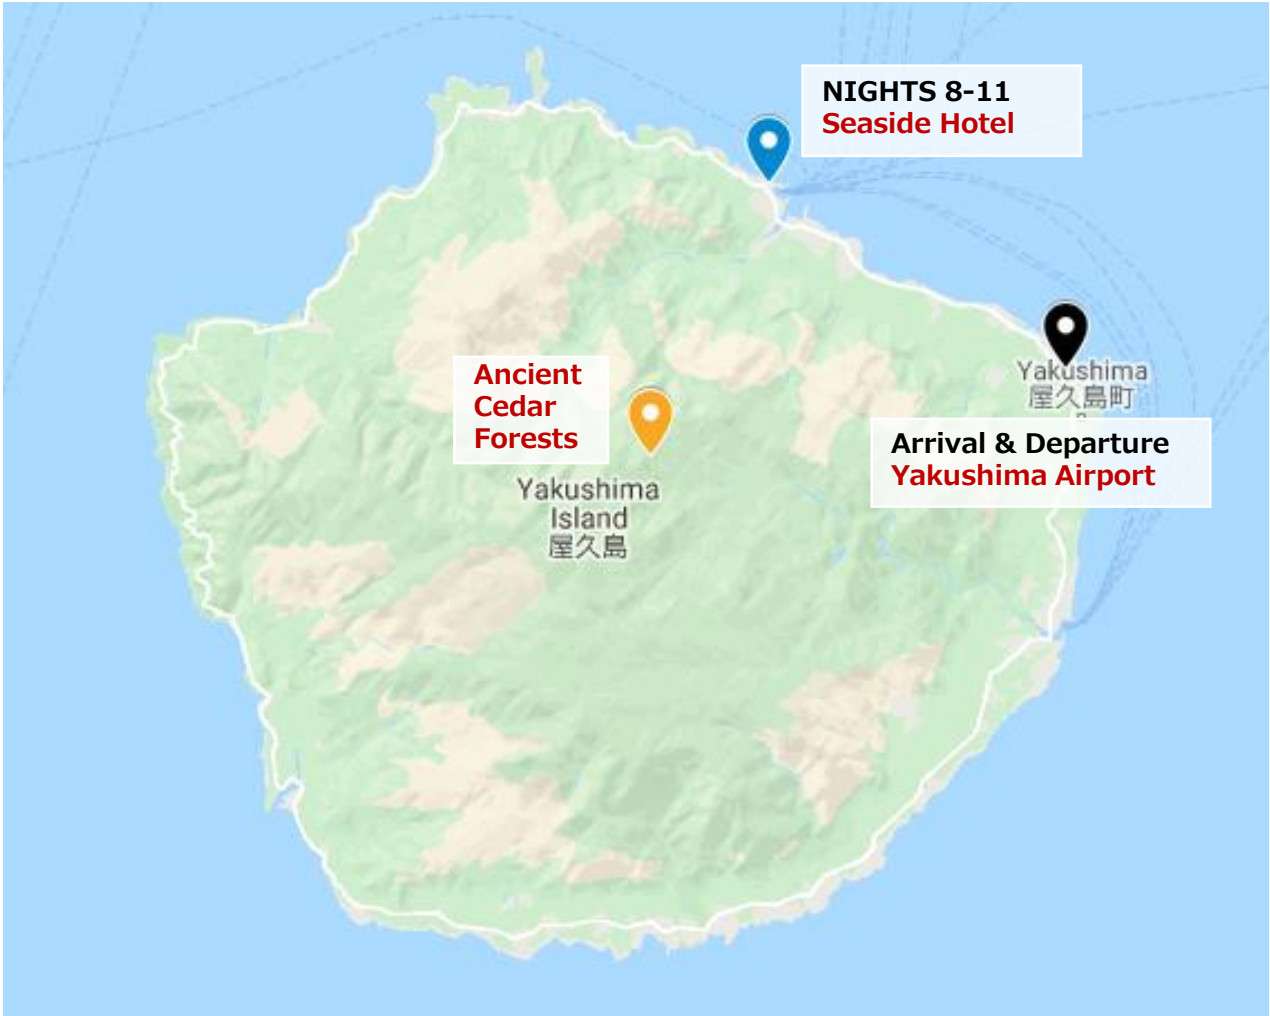 NIGHTS 8-11
Seaside Hotel
Ancient
Cedar
Forests
Yakushima
屋久島町
Arrival & Departure
Yakushima Airport
Yakushima
Island
屋久島